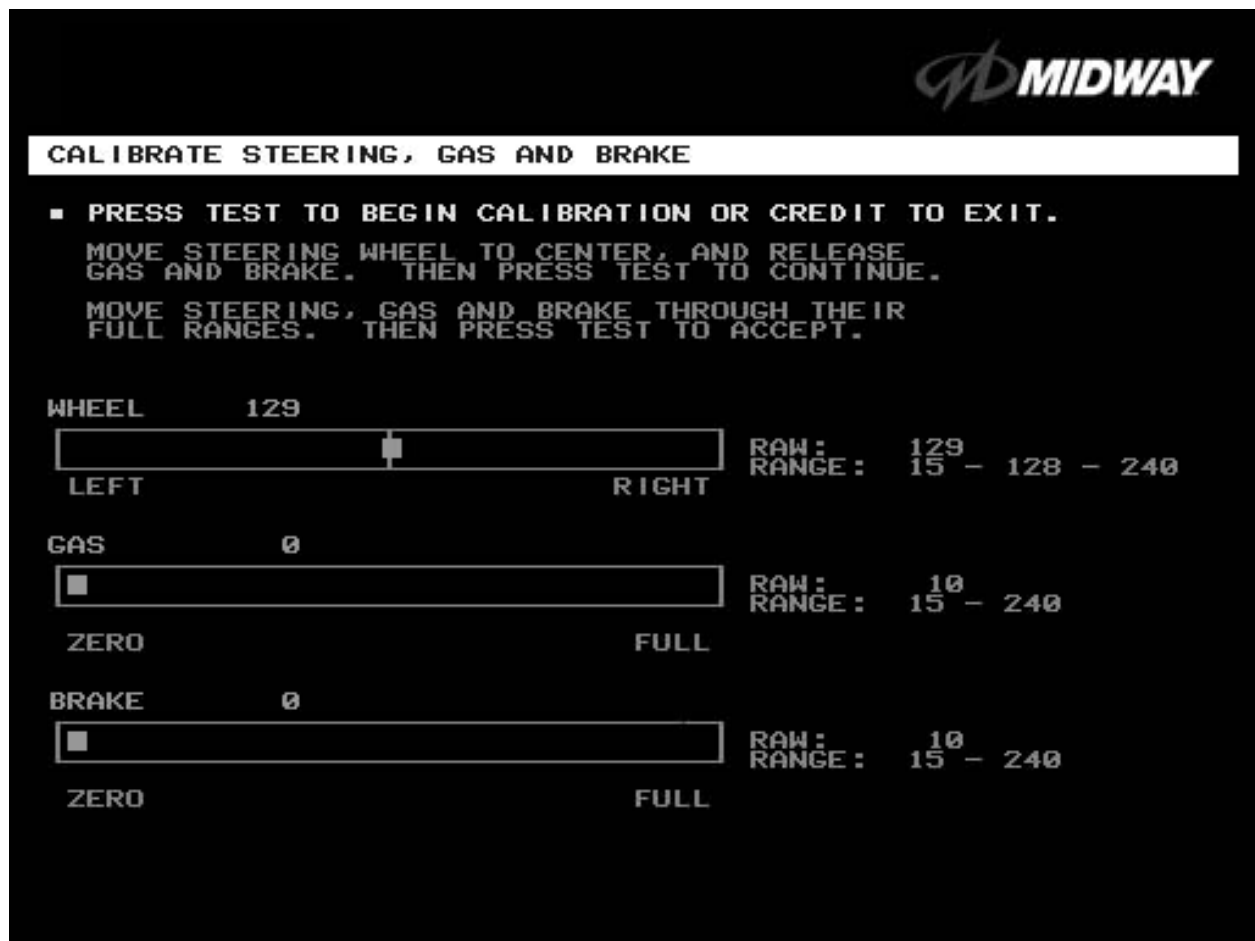 MIDWAY
CALIBRATE STEERING, GAS AND BRAKE
PRESS TEST TO BEGIN CALIBRATION OR CREDIT TO EXIT.
MOVE STEERING WHEEL TO CENTER, AND RELEASE
GAS AND BRAKE. THEN PRESS TEST TO CONTINUE.
MOVE STEERING, GAS AND BRAKE THROUGH THEIR
FULL RANGES. THEN PRESS TEST TO ACCEPT.
WHEEL 129
RAW: 129
RANGE: 15 - 128 - 240
LEFT RIGHT
GAS 0
RAW: 10
RANGE: 15 - 240
ZERO FULL
BRAKE 0
RAW: 10
RANGE: 15 - 240
ZERO FULL